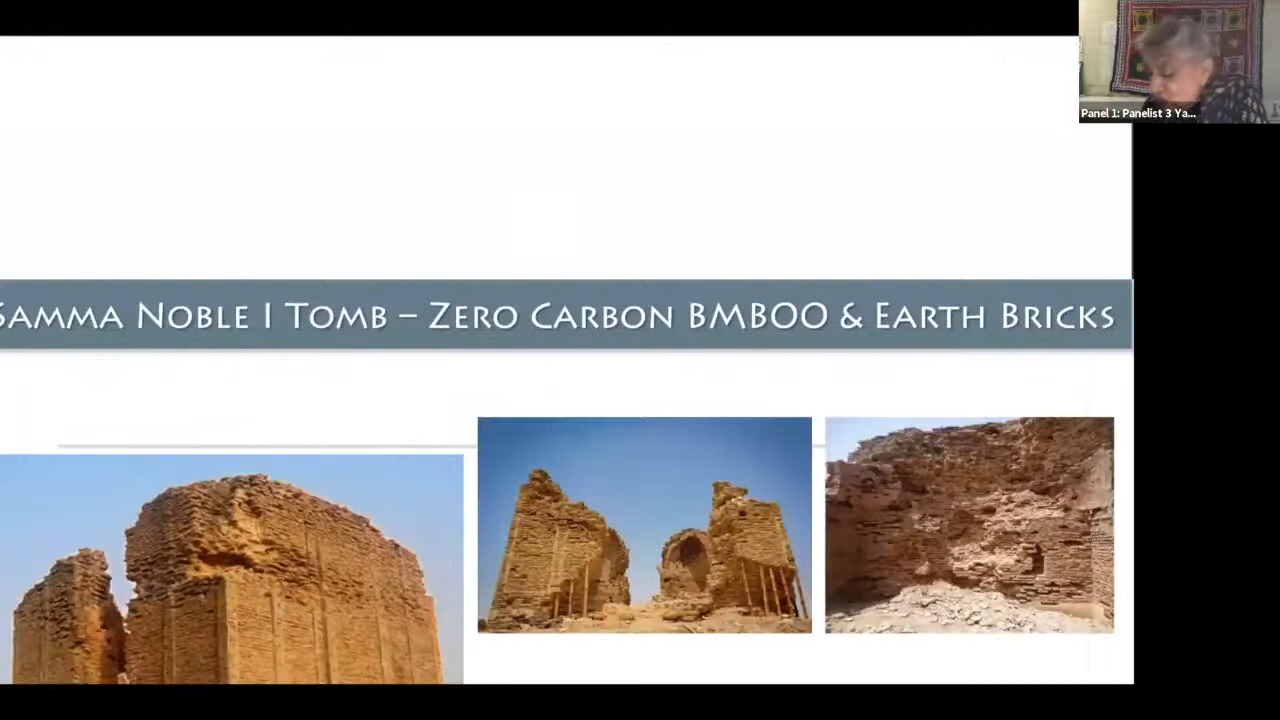 Panel 1: Panelist 3 Ya...
SAMMA NOBLE I TOMB – ZERO CARBON BMBOO & EARTH BRICKS